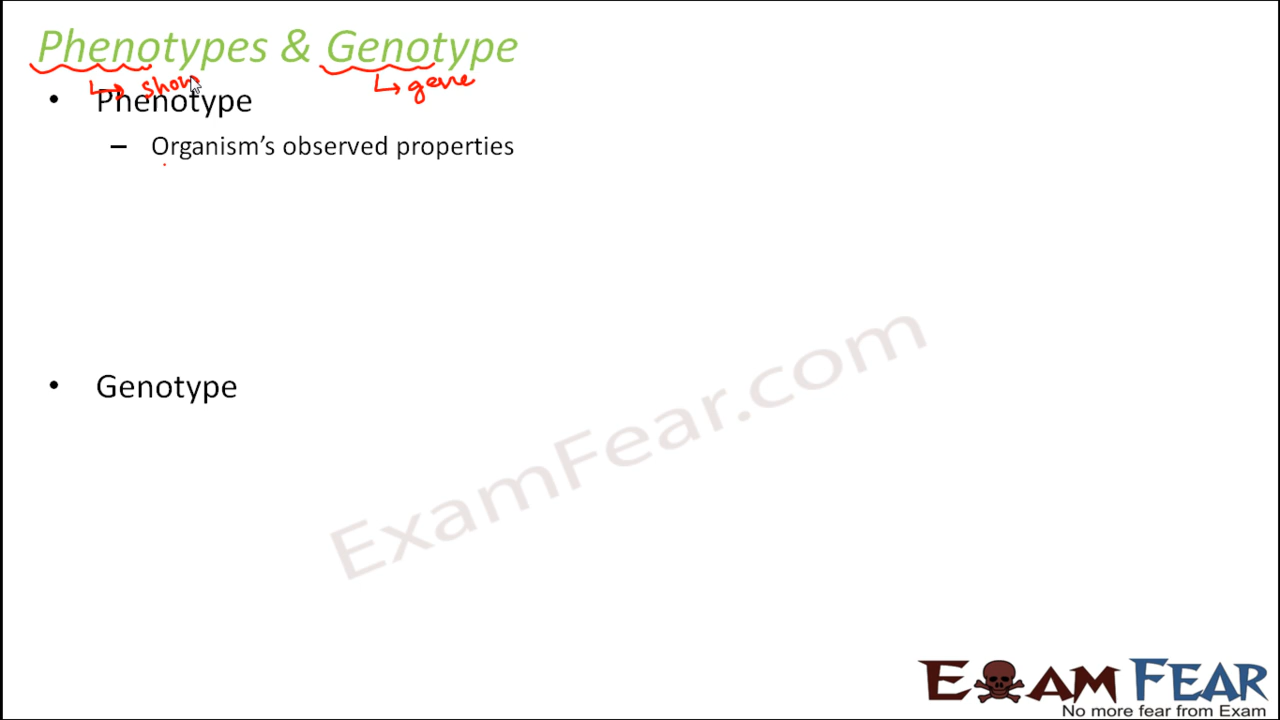 Phenotypes & Genotype
↳ show
↳ gene
• Phenotype
– Organism's observed properties
• Genotype
ExamFear.com
EXAM FEAR
No more fear from Exam